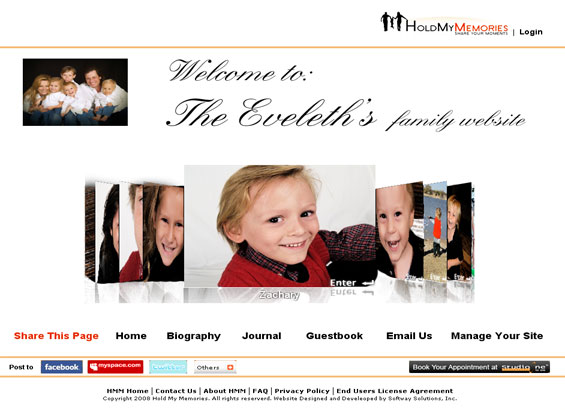 HOLDMYMEMORIES
SHARE YOUR MOMENTS
| Login
Welcome to:
The Eveleth's family website
Enter
Zachary
Share This Page Home Biography Journal Guestbook Email Us Manage Your Site
Post to facebook myspace.com twitter Others Book Your Appointment at Studio One
HMM Home | Contact Us | About HMM | FAQ | Privacy Policy | End Users License Agreement
Copyright 2008 Hold My Memories. All rights reserverd. Website Designed and Developed by Softway Solutions, Inc.